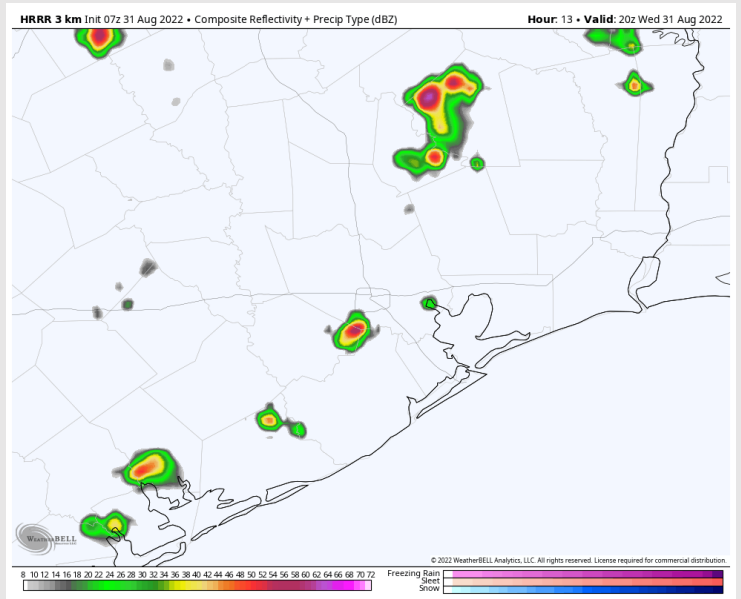 HRRR 3 km Init 07z 31 Aug 2022 • Composite Reflectivity + Precip Type (dBZ) Hour: 13 • Valid: 20z Wed 31 Aug 2022
WEATHERBELL
© 2022 WeatherBELL Analytics, LLC. All rights reserved. License required for commercial distribution.
8 10 12 14 16 18 20 22 24 26 28 30 32 34 36 38 40 42 44 46 48 50 52 54 56 58 60 62 64 66 68 70 72
Freezing Rain
Sleet
Snow